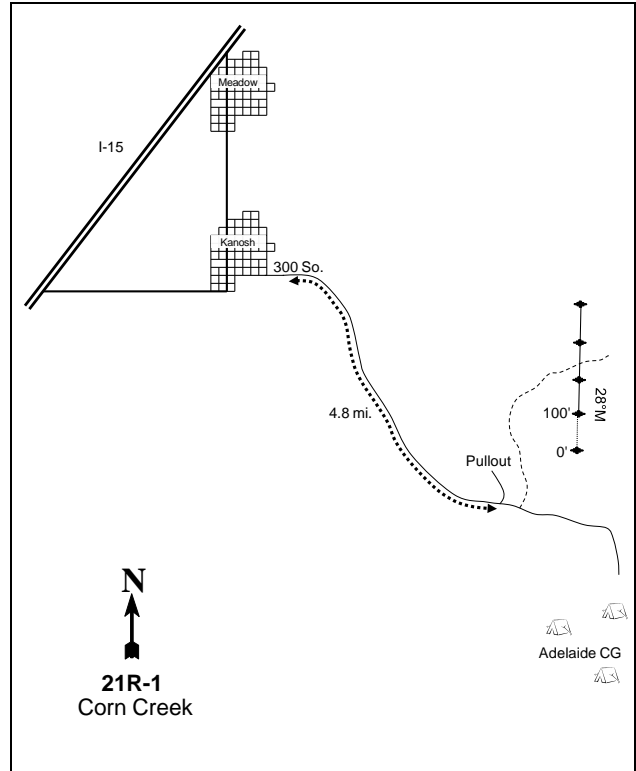 Meadow
I-15
Kanosh
300 So.
4.8 mi.
100'
28°M
0'
Pullout
N
21R-1
Corn Creek
Adelaide CG